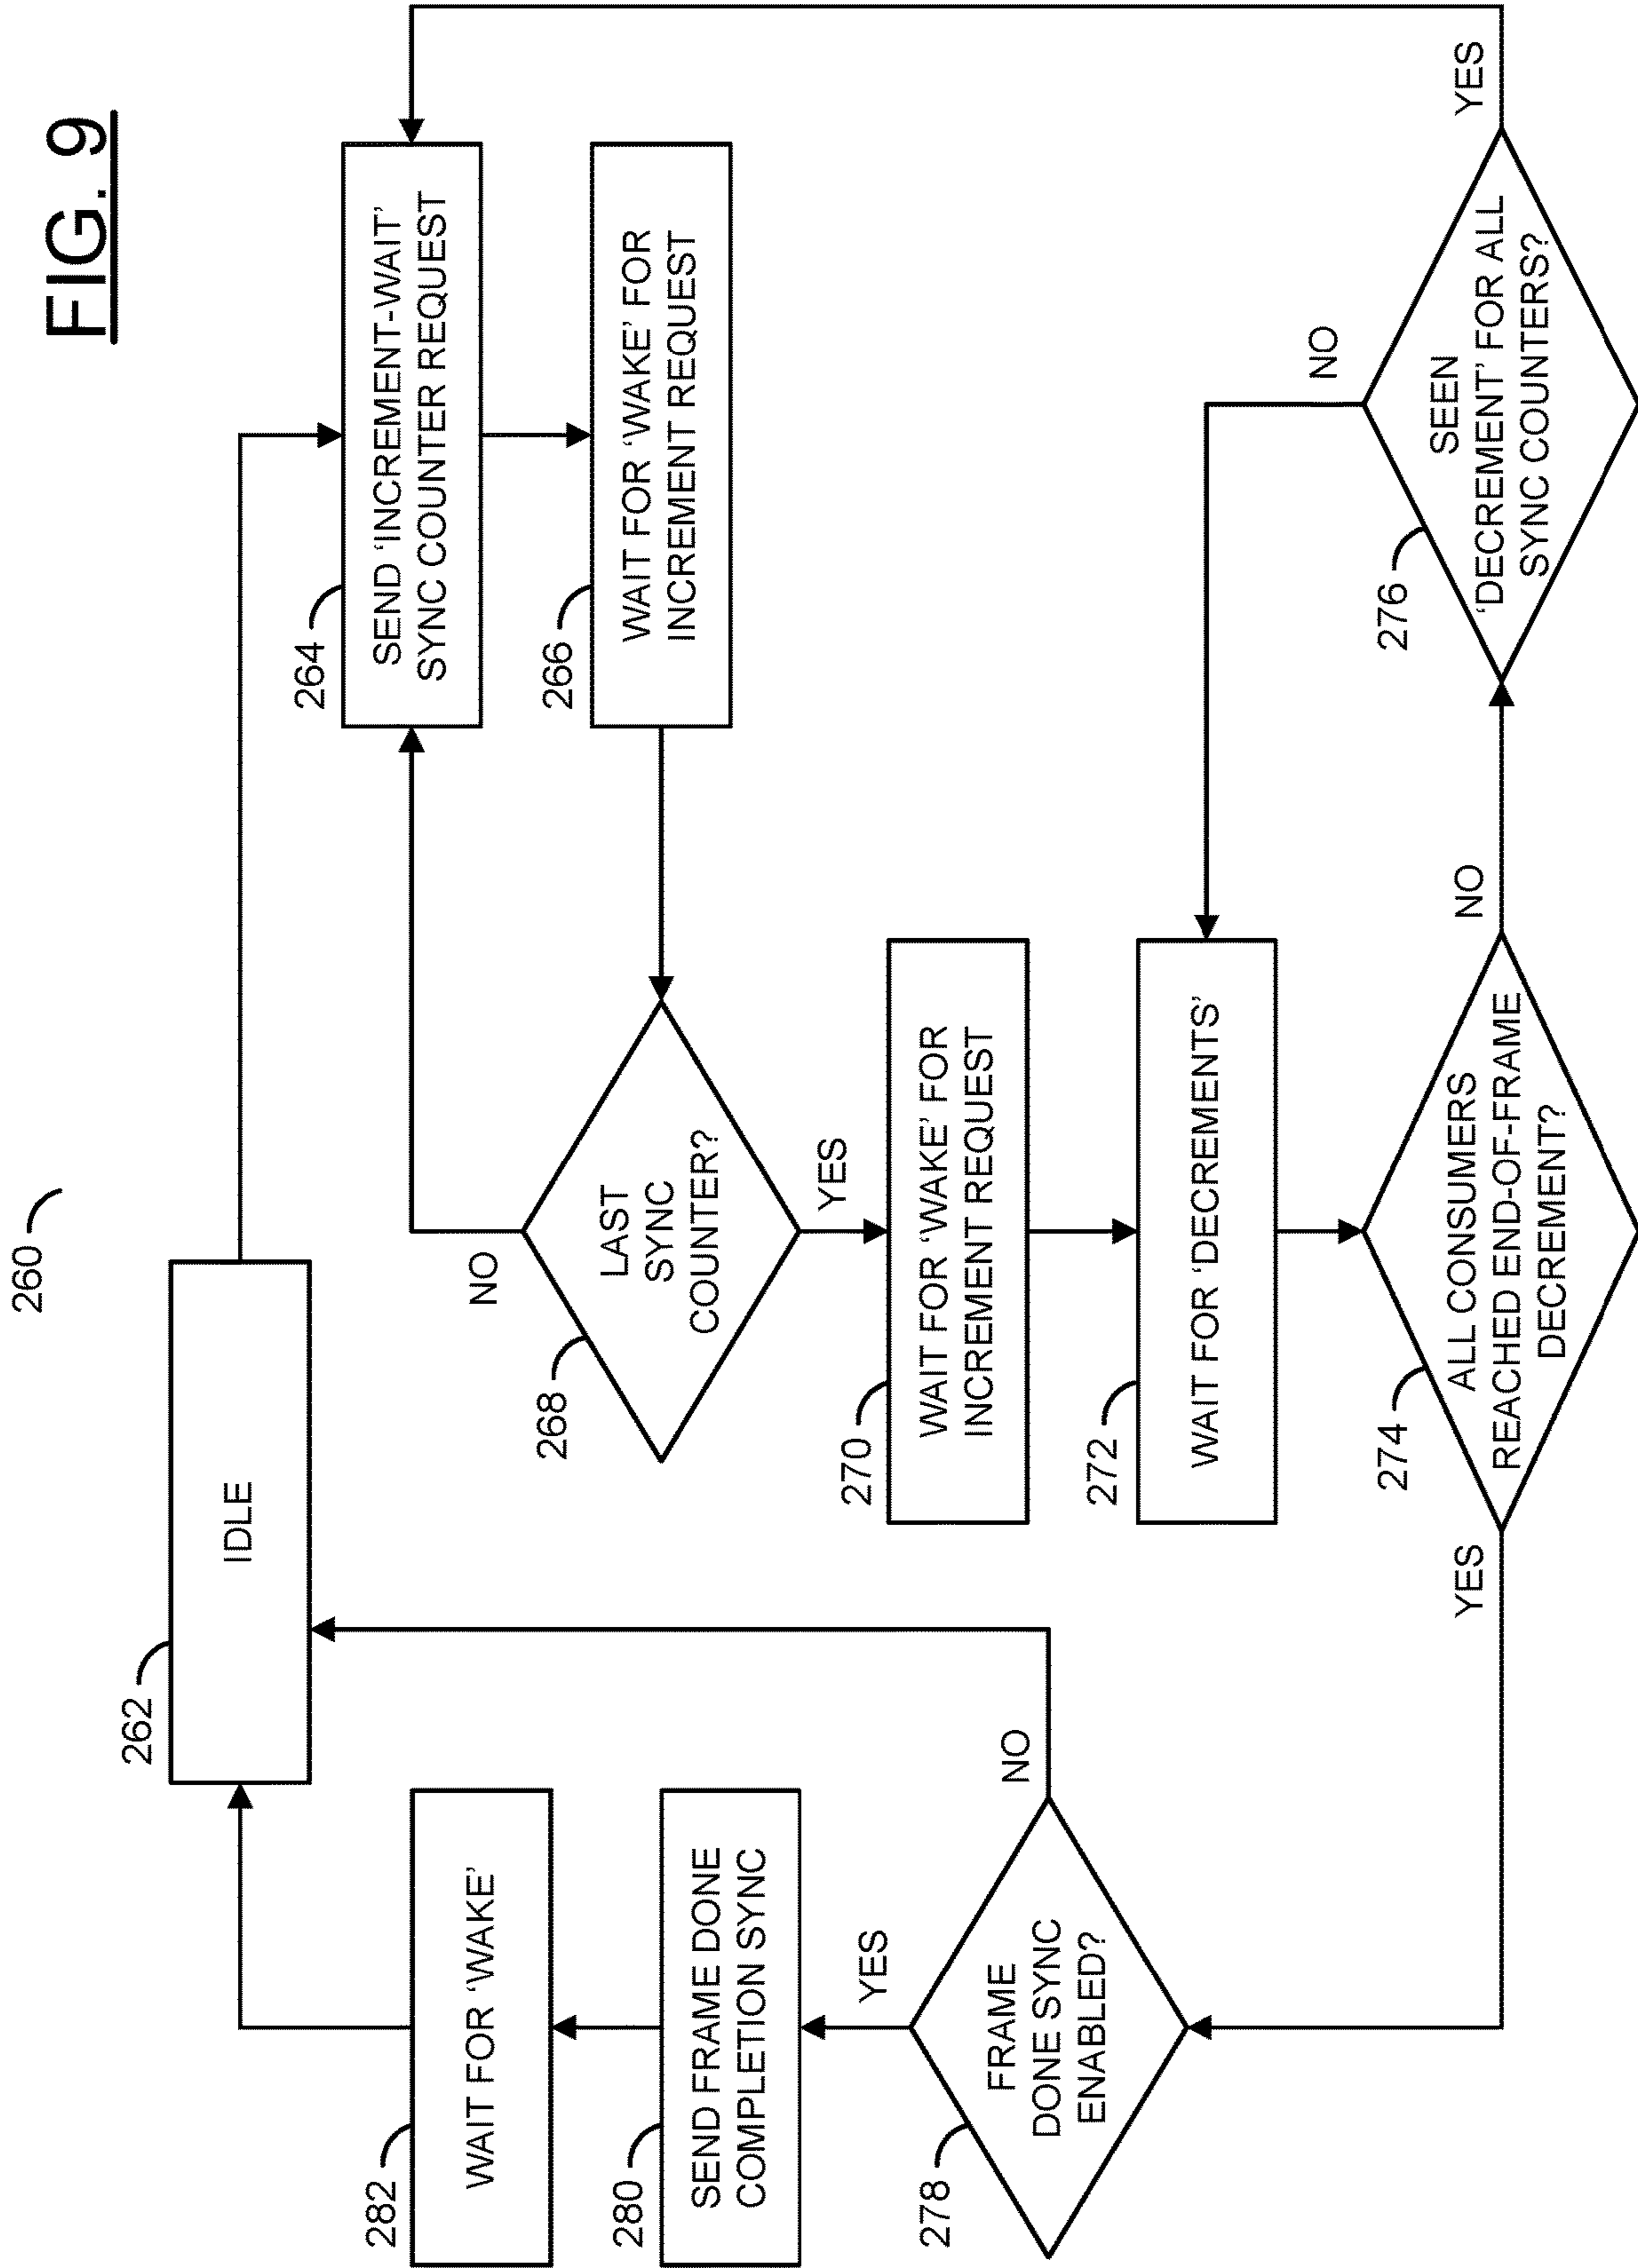 FIG. 9
260
262
IDLE
264
SEND ‘INCREMENT-WAIT’
SYNC COUNTER REQUEST
266
WAIT FOR ‘WAKE’ FOR
INCREMENT REQUEST
268
LAST
SYNC
COUNTER?
NO
YES
270
WAIT FOR ‘WAKE’ FOR
INCREMENT REQUEST
272
WAIT FOR ‘DECREMENTS’
274
ALL CONSUMERS
REACHED END-OF-FRAME
DECREMENT?
NO
YES
276
SEEN
‘DECREMENT’ FOR ALL
SYNC COUNTERS?
NO
YES
278
FRAME
DONE SYNC
ENABLED?
NO
YES
280
SEND FRAME DONE
COMPLETION SYNC
282
WAIT FOR ‘WAKE’